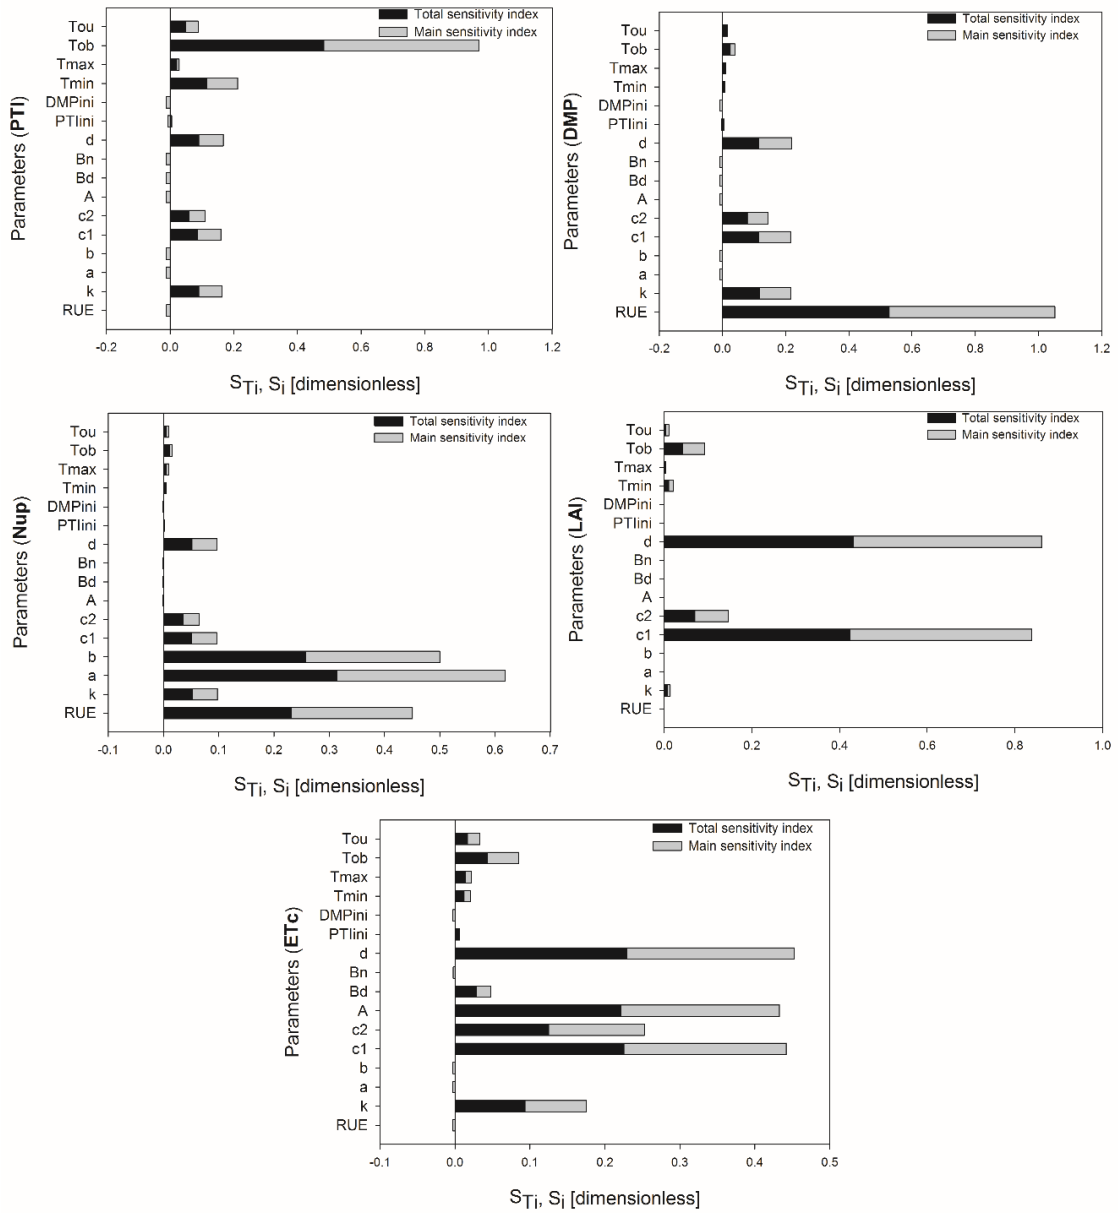 Total sensitivity index
Main sensitivity index
Tou
Tob
Tmax
Tmin
DMPini
PTIini
d
Bn
Bd
A
c2
c1
b
a
k
RUE
Parameters (PTI)
-0.2 0.0 0.2 0.4 0.6 0.8 1.0 1.2
STi, Si [dimensionless]
Total sensitivity index
Main sensitivity index
Tou
Tob
Tmax
Tmin
DMPini
PTIini
d
Bn
Bd
A
c2
c1
b
a
k
RUE
Parameters (DMP)
-0.2 0.0 0.2 0.4 0.6 0.8 1.0 1.2
STi, Si [dimensionless]
Total sensitivity index
Main sensitivity index
Tou
Tob
Tmax
Tmin
DMPini
PTIini
d
Bn
Bd
A
c2
c1
b
a
k
RUE
Parameters (Nup)
-0.1 0.0 0.1 0.2 0.3 0.4 0.5 0.6 0.7
STi, Si [dimensionless]
Total sensitivity index
Main sensitivity index
Tou
Tob
Tmax
Tmin
DMPini
PTIini
d
Bn
Bd
A
c2
c1
b
a
k
RUE
Parameters (LAI)
0.0 0.2 0.4 0.6 0.8 1.0
STi, Si [dimensionless]
Total sensitivity index
Main sensitivity index
Tou
Tob
Tmax
Tmin
DMPini
PTIini
d
Bn
Bd
A
c2
c1
b
a
k
RUE
Parameters (ETc)
-0.1 0.0 0.1 0.2 0.3 0.4 0.5
STi, Si [dimensionless]